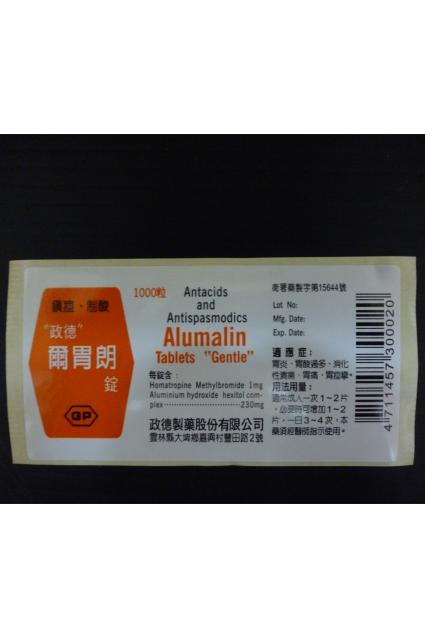 鎮痙・制酸
"政德"
爾胃朗
錠
GP
1000粒
Antacids
and
Antispasmodics
Alumalin
Tablets "Gentle"
每錠含：
Homatropine Methylbromide 1mg
Aluminium hydroxide hexitol com-
plex------------------230mg
政德製藥股份有限公司
雲林縣大埤鄉嘉興村豐田路2號
衛署藥製字第15644號
Lot No:
Mfg. Date:
Exp. Date:
適應症：
胃炎、胃酸過多、消化
性潰瘍、胃痛、胃痙攣。
用法用量：
通常成人一次1~2片
，必要時可增加1~2
片，一日3~4次，本
藥須經醫師指示使用。
4 711457 300020